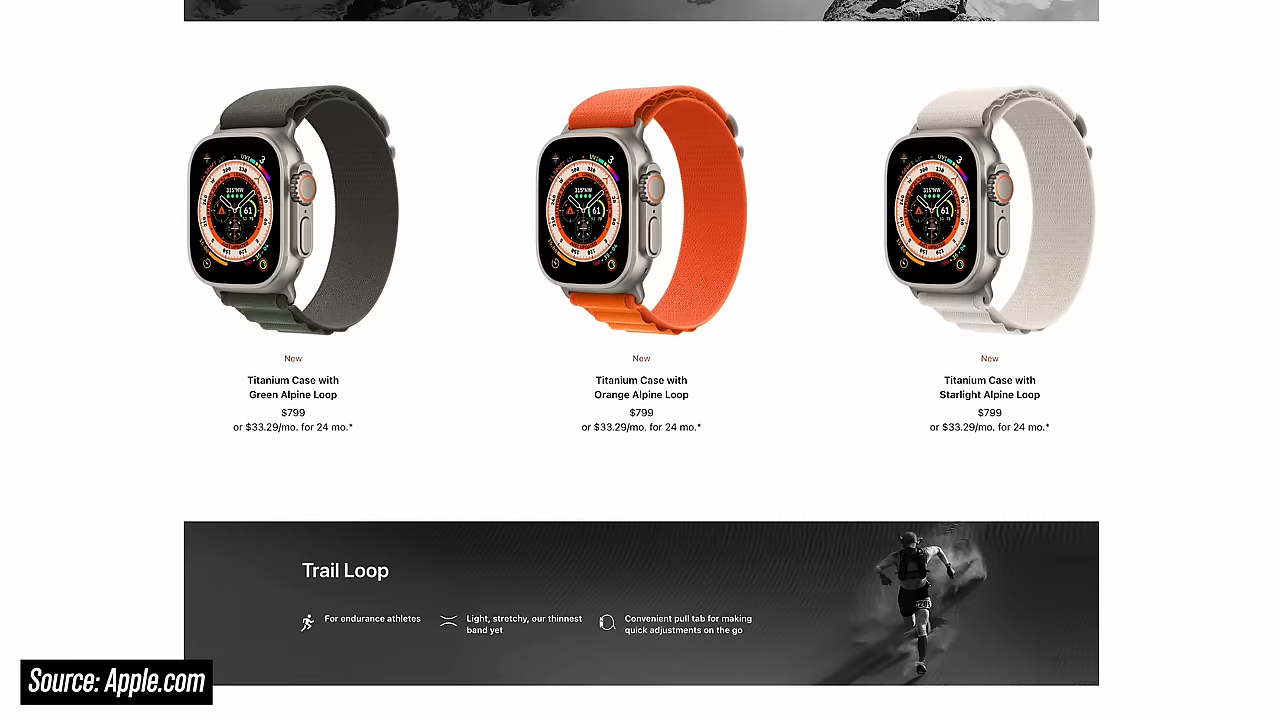 New
Titanium Case with
Green Alpine Loop
$799
or $33.29/mo. for 24 mo.*
New
Titanium Case with
Orange Alpine Loop
$799
or $33.29/mo. for 24 mo.*
New
Titanium Case with
Starlight Alpine Loop
$799
or $33.29/mo. for 24 mo.*
Trail Loop
For endurance athletes
Light, stretchy, our thinnest
band yet
Convenient pull tab for making
quick adjustments on the go
Source: Apple.com